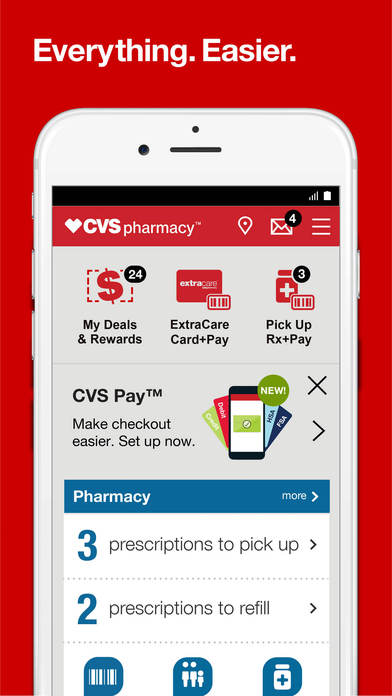 Everything. Easier.
CVS pharmacy™
4
24
extracare
3
My Deals
& Rewards
ExtraCare
Card+Pay
Pick Up
Rx+Pay
CVS Pay™
NEW!
Make checkout
easier. Set up now.
Credit
Debit
HSA
FSA
Pharmacy
more
3 prescriptions to pick up
2 prescriptions to refill